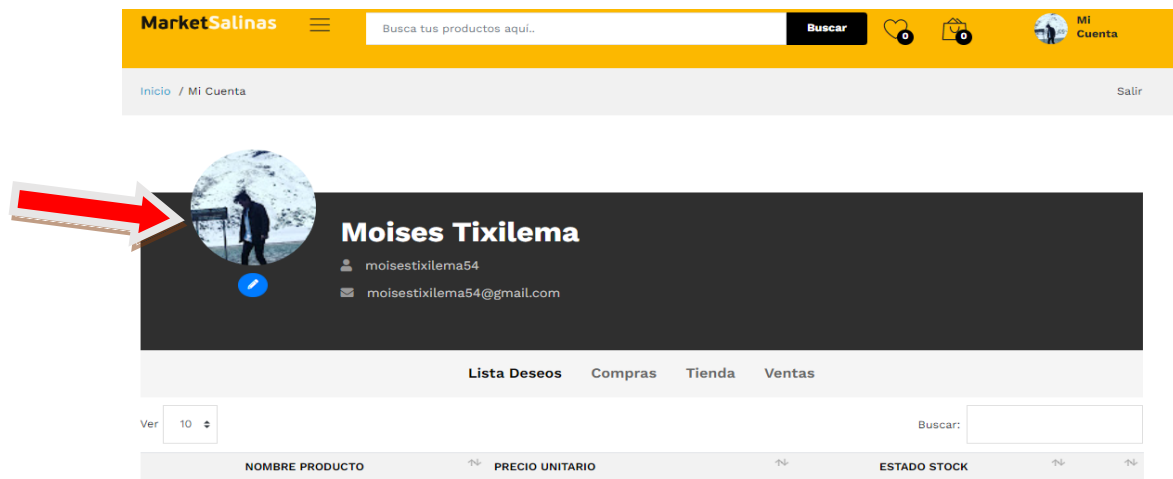 MarketSalinas
Busca tus productos aquí..
Buscar
0
0
Mi
Cuenta
Inicio / Mi Cuenta
Salir
Moises Tixilema
moisestixilema54
moisestixilema54@gmail.com
Lista Deseos Compras Tienda Ventas
Ver 10
Buscar:
NOMBRE PRODUCTO PRECIO UNITARIO ESTADO STOCK